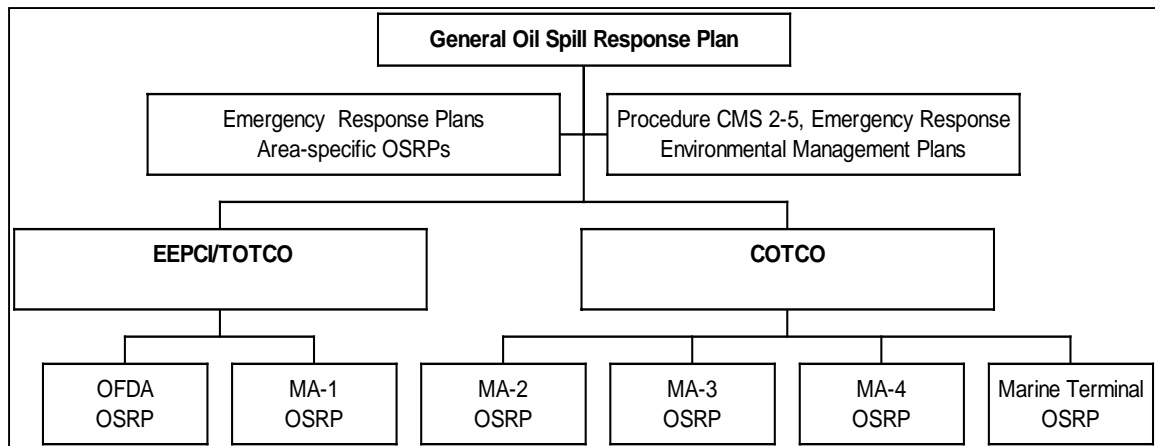 General Oil Spill Response Plan
Emergency Response Plans
Area-specific OSRPs
Procedure CMS 2-5, Emergency Response
Environmental Management Plans
EEPCI/TOTCO
COTCO
OFDA
OSRP
MA-1
OSRP
MA-2
OSRP
MA-3
OSRP
MA-4
OSRP
Marine Terminal
OSRP